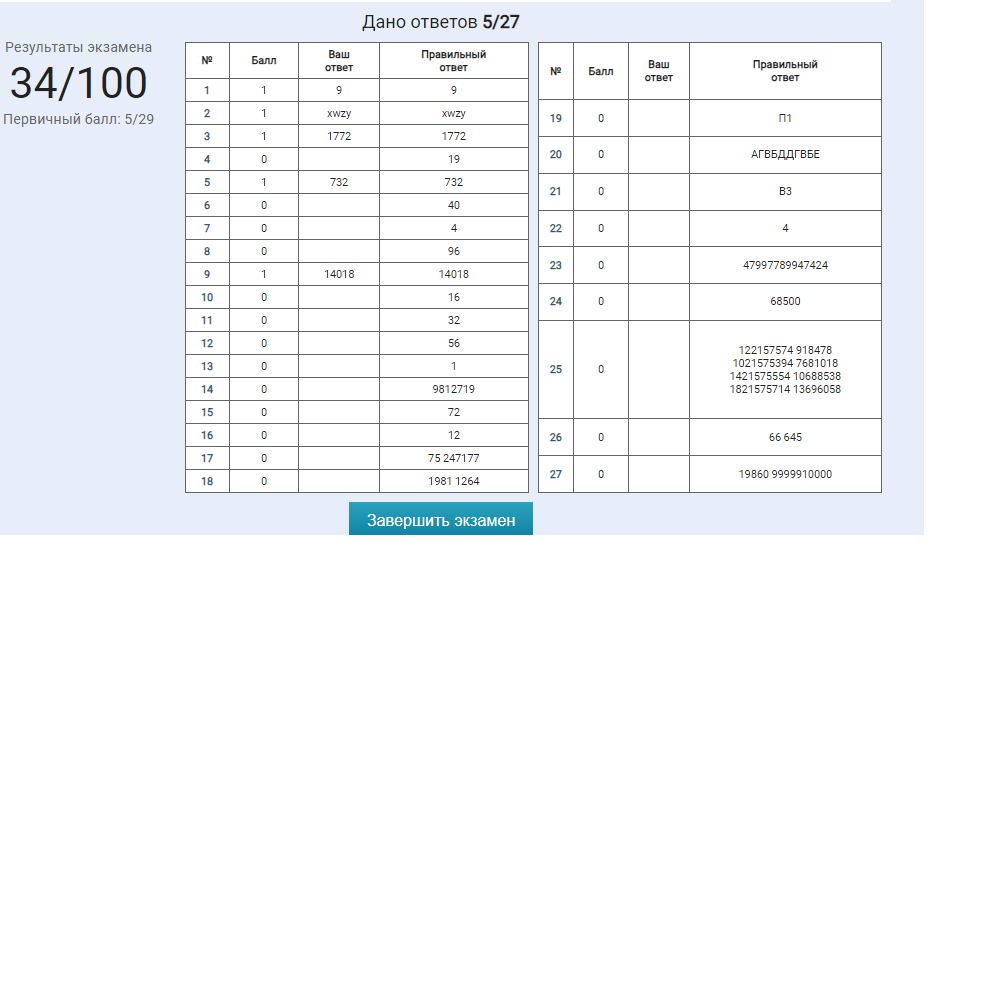 Дано ответов 5/27
Результаты экзамена
34/100
Первичный балл: 5/29
№ Балл Ваш ответ Правильный ответ
1 1 9 9
2 1 xwzy xwzy
3 1 1772 1772
4 0 19
5 1 732 732
6 0 40
7 0 4
8 0 96
9 1 14018 14018
10 0 16
11 0 32
12 0 56
13 0 1
14 0 9812719
15 0 72
16 0 12
17 0 75 247177
18 0 1981 1264
№ Балл Ваш ответ Правильный ответ
19 0 П1
20 0 АГВБДДГВБЕ
21 0 В3
22 0 4
23 0 47997789947424
24 0 68500
25 0 122157574 918478
1021575394 7681018
1421575554 10688538
1821575714 13696058
26 0 66 645
27 0 19860 9999910000
Завершить экзамен